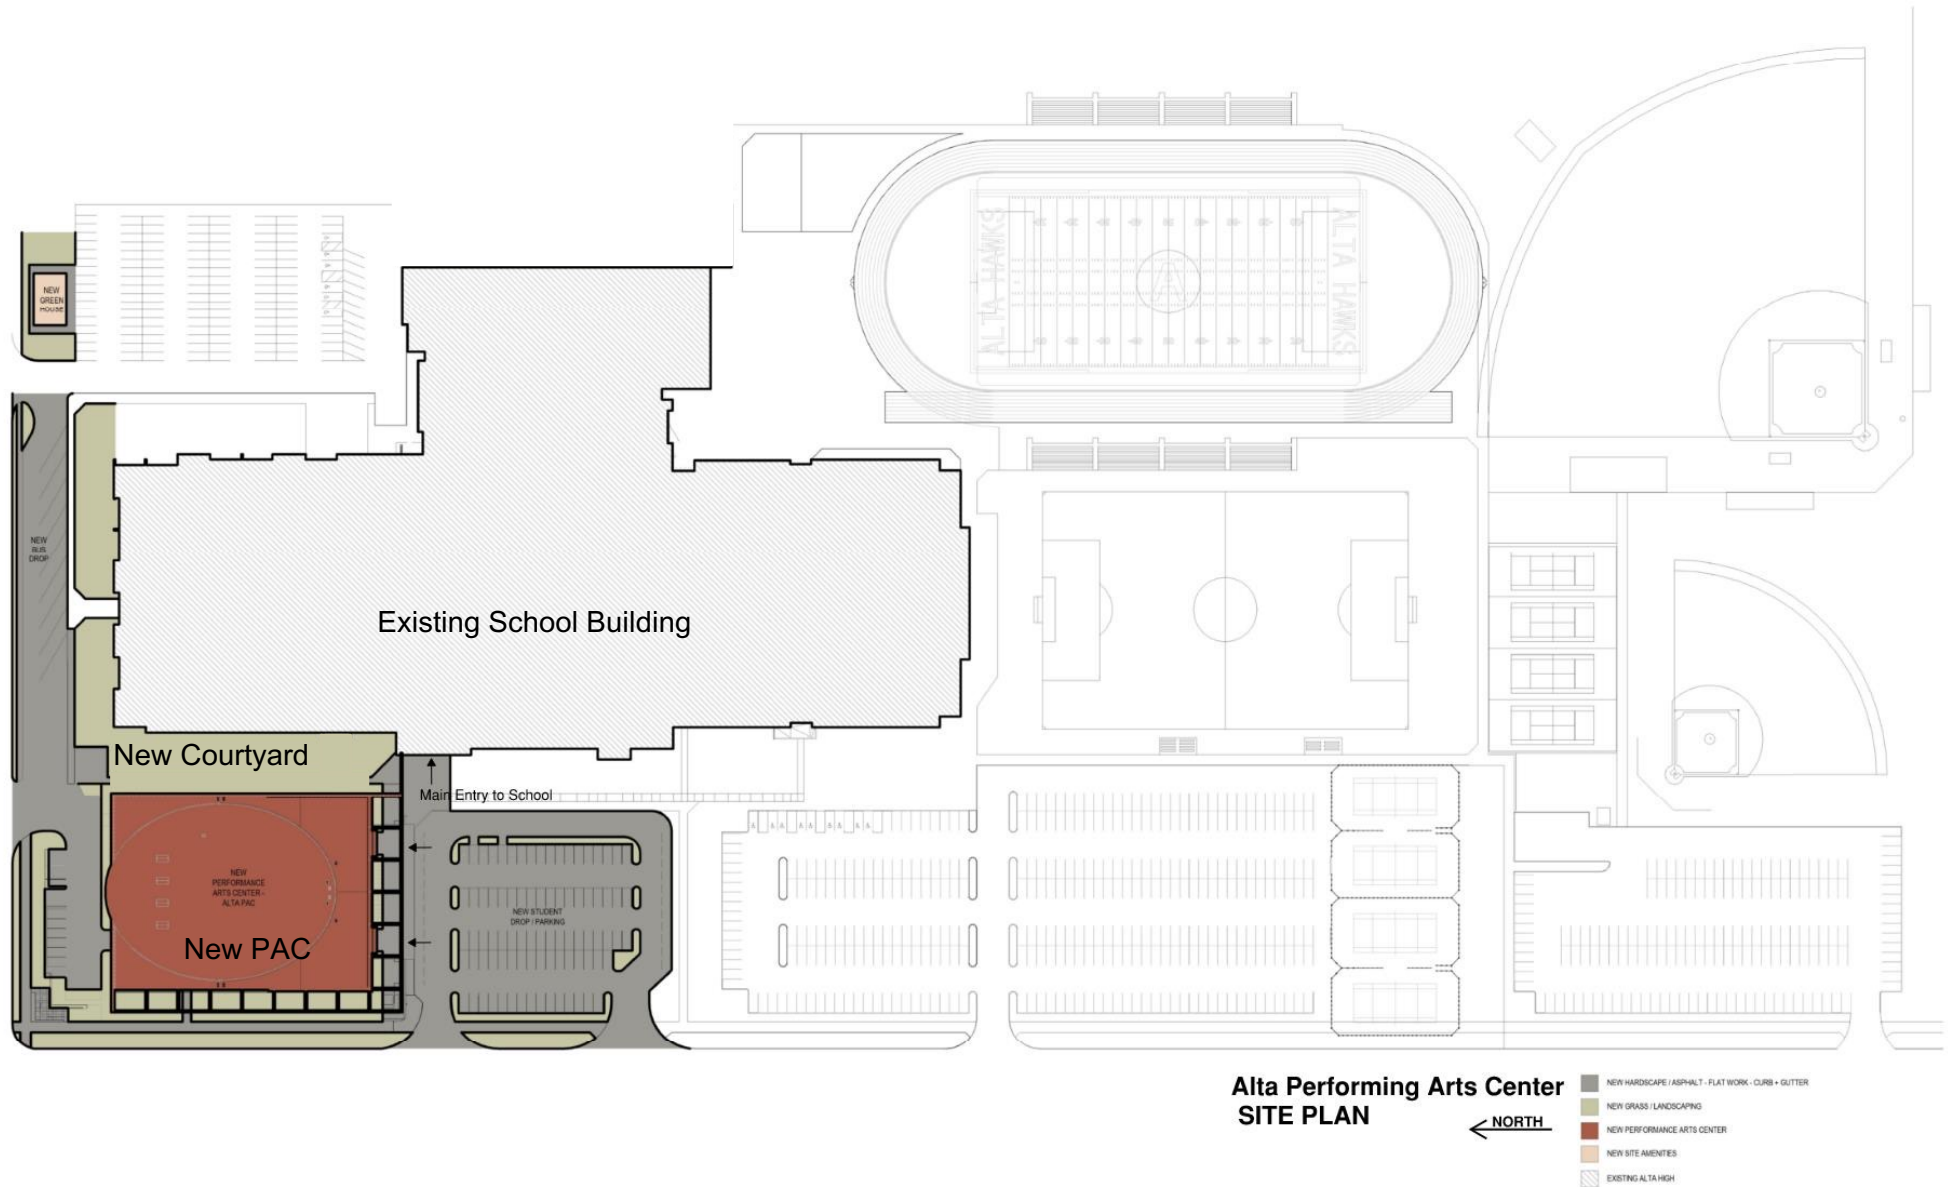 ALTA HAWKS
ALTA HAWKS
A
NEW
GREEN
HOUSE
NEW
BUS
DROP
Existing School Building
New Courtyard
Main Entry to School
NEW
PERFORMANCE
ARTS CENTER -
ALTA PAC
New PAC
NEW STUDENT
DROP / PARKING
Alta Performing Arts Center
SITE PLAN
NORTH
NEW HARDSCAPE / ASPHALT - FLAT WORK - CURB + GUTTER
NEW GRASS / LANDSCAPING
NEW PERFORMANCE ARTS CENTER
NEW SITE AMENITIES
EXISTING ALTA HIGH